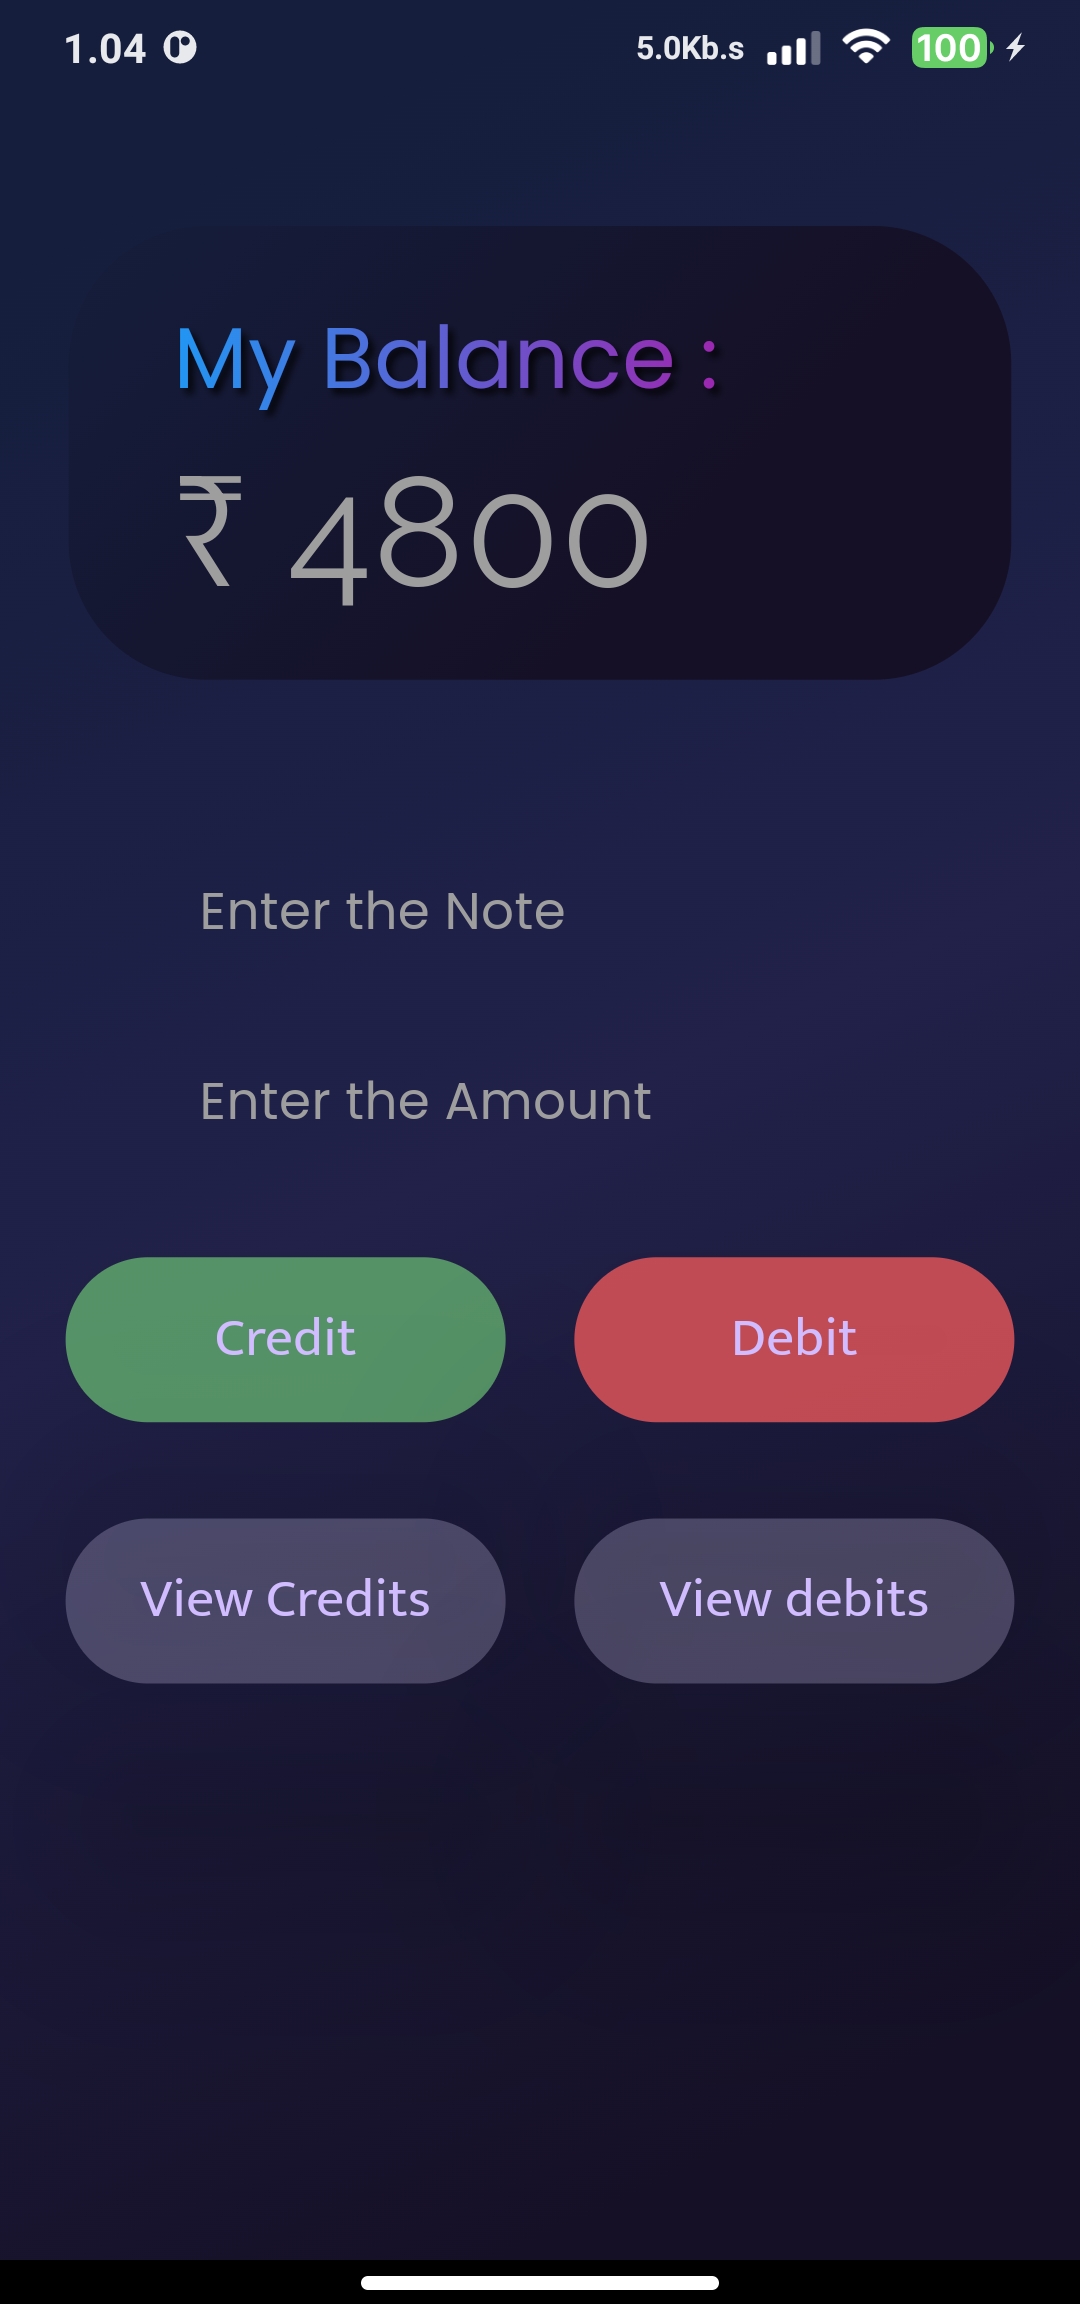 1.04 5.0Kb.s 100
My Balance :
₹ 4800
Enter the Note
Enter the Amount
Credit Debit
View Credits View debits